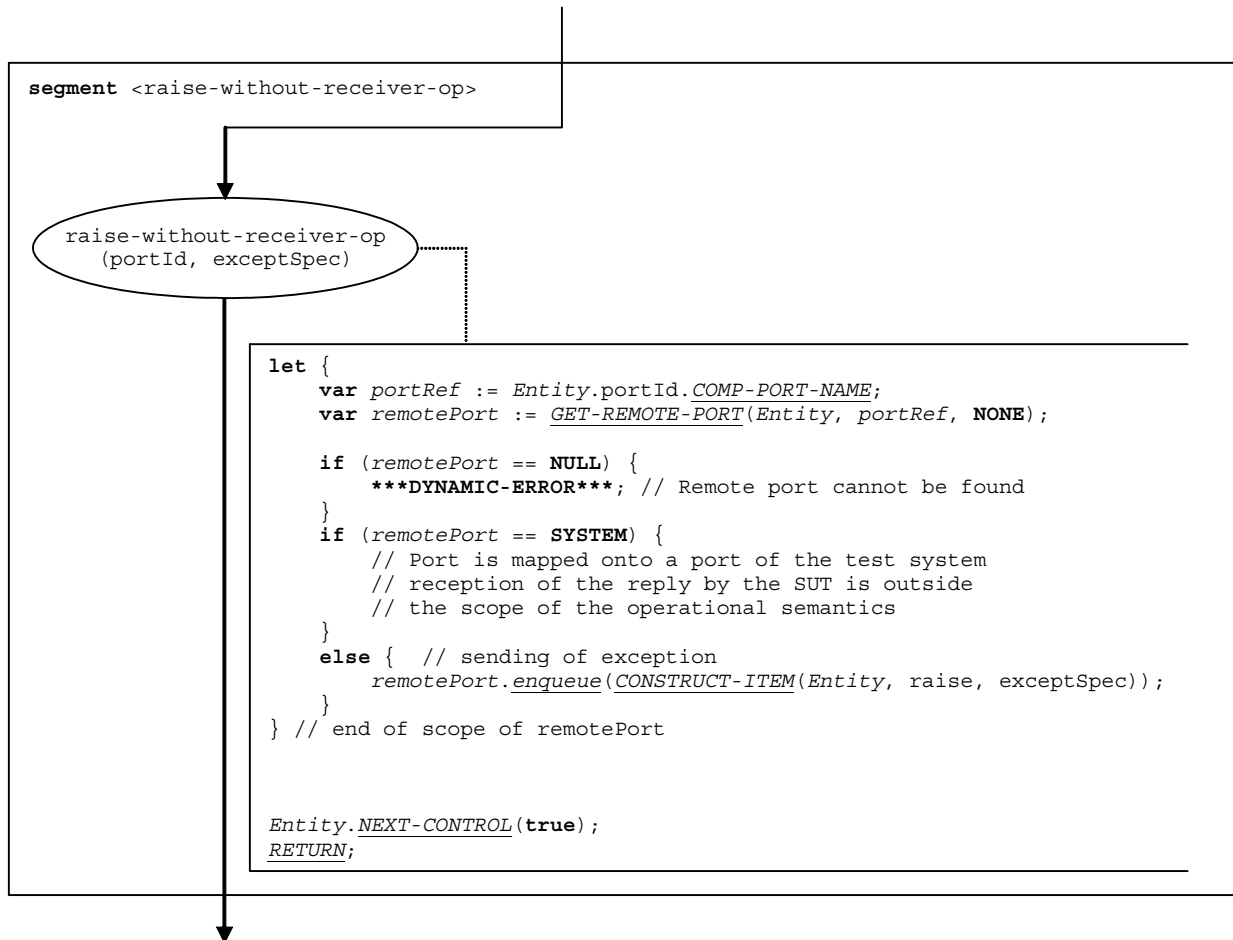 segment <raise-without-receiver-op>
raise-without-receiver-op
(portId, exceptSpec)
let {
var portRef := Entity.portId.COMP-PORT-NAME;
var remotePort := GET-REMOTE-PORT(Entity, portRef, NONE);
if (remotePort == NULL) {
***DYNAMIC-ERROR***; // Remote port cannot be found
}
if (remotePort == SYSTEM) {
// Port is mapped onto a port of the test system
// reception of the reply by the SUT is outside
// the scope of the operational semantics
}
else { // sending of exception
remotePort.enqueue(CONSTRUCT-ITEM(Entity, raise, exceptSpec));
}
} // end of scope of remotePort
Entity.NEXT-CONTROL(true);
RETURN;